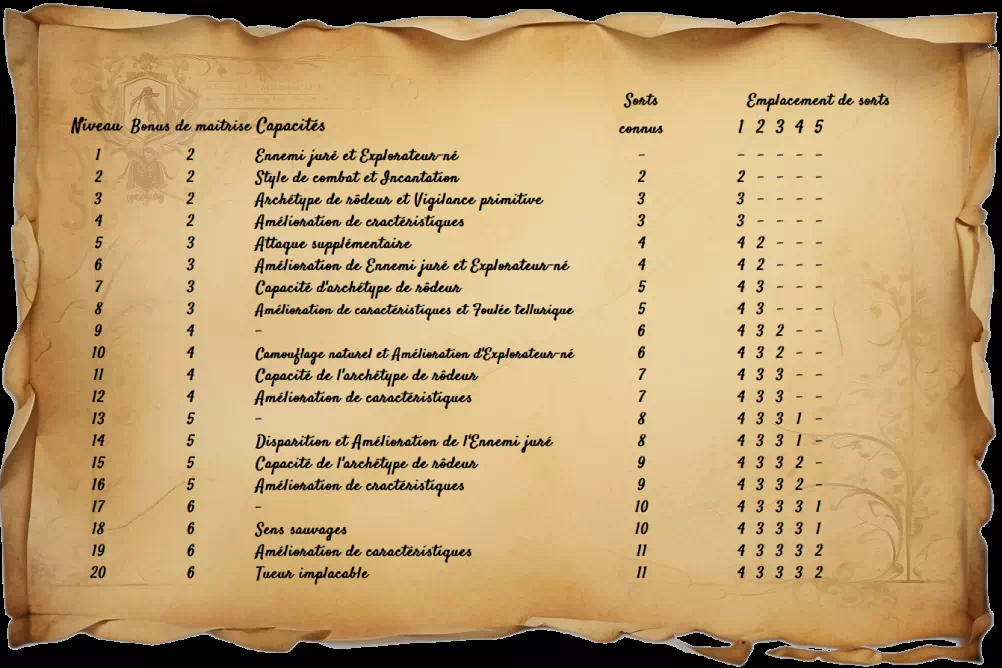 Sorts Emplacement de sorts
Niveau Bonus de maitrise Capacités connus 1 2 3 4 5
1 2 Ennemi juré et Explorateur-né - - - - - -
2 2 Style de combat et Incantation 2 2 - - - -
3 2 Archétype de rôdeur et Vigilance primitive 3 3 - - - -
4 2 Amélioration de cractéristiques 3 3 - - - -
5 3 Attaque supplémentaire 4 4 2 - - -
6 3 Amélioration de Ennemi juré et Explorateur-né 4 4 2 - - -
7 3 Capacité d'archétype de rôdeur 5 4 3 - - -
8 3 Amélioration de caractéristiques et Foulée tellurique 5 4 3 - - -
9 4 - 6 4 3 2 - -
10 4 Camouflage naturel et Amélioration d'Explorateur-né 6 4 3 2 - -
11 4 Capacité de l'archétype de rôdeur 7 4 3 3 - -
12 4 Amélioration de caractéristiques 7 4 3 3 - -
13 5 - 8 4 3 3 1 -
14 5 Disparition et Amélioration de l'Ennemi juré 8 4 3 3 1 -
15 5 Capacité de l'archétype de rôdeur 9 4 3 3 2 -
16 5 Amélioration de cractéristiques 9 4 3 3 2 -
17 6 - 10 4 3 3 3 1
18 6 Sens sauvages 10 4 3 3 3 1
19 6 Amélioration de caractéristiques 11 4 3 3 3 2
20 6 Tueur implacable 11 4 3 3 3 2